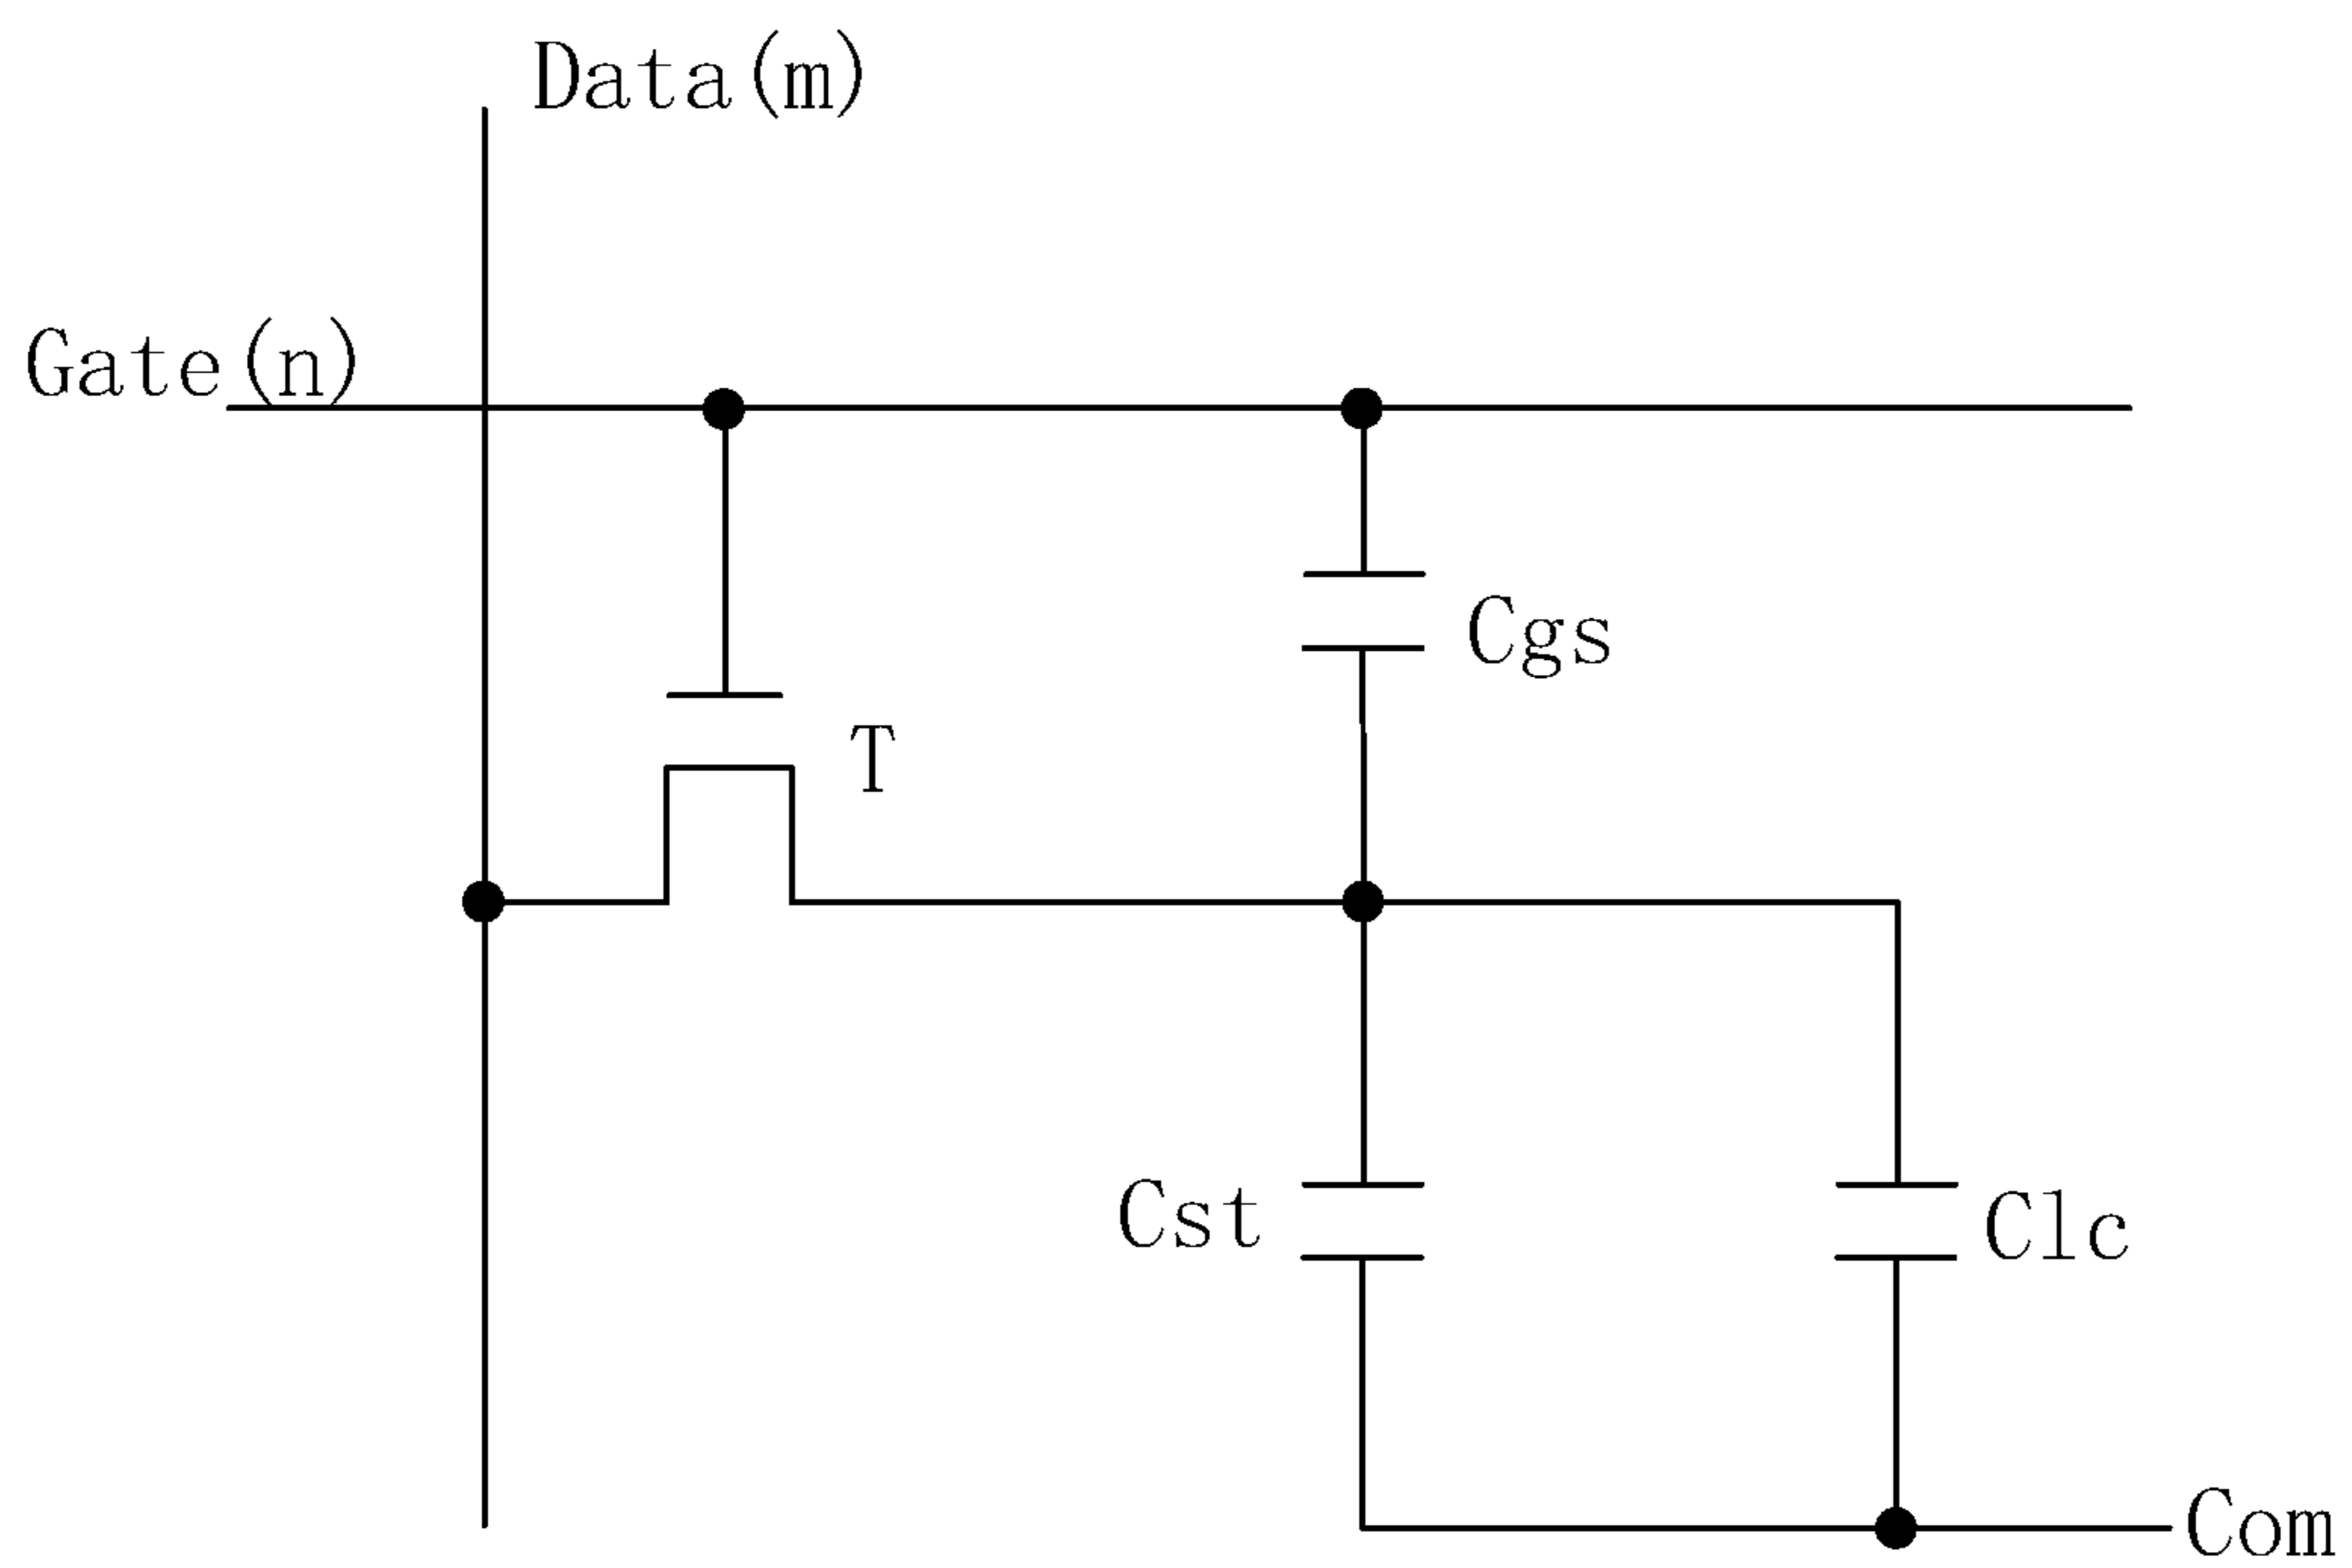 Data(m)
Gate(n)
Cgs
T
Cst
Clc
Com